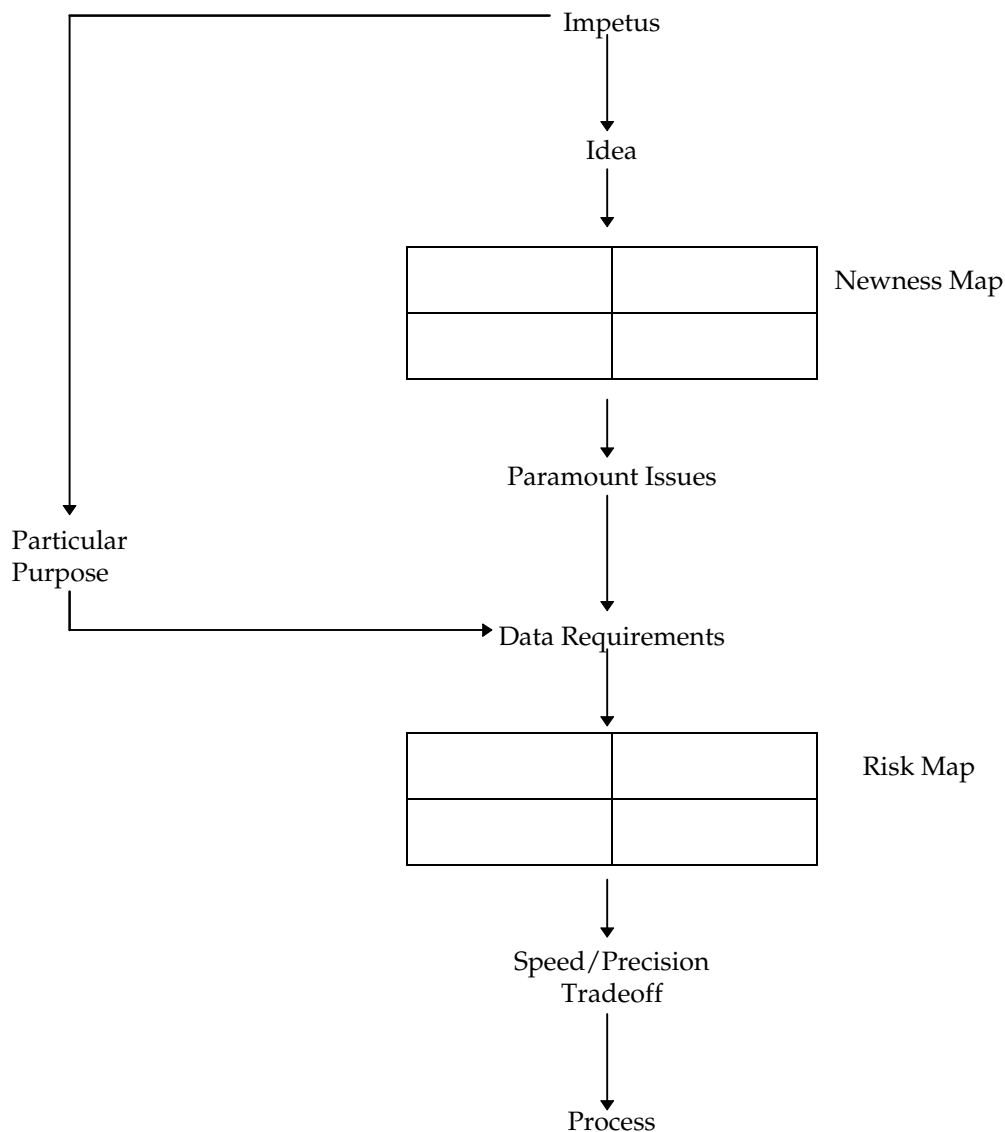 Impetus
Idea
Newness Map
Paramount Issues
Particular
Purpose
Data Requirements
Risk Map
Speed/Precision
Tradeoff
Process